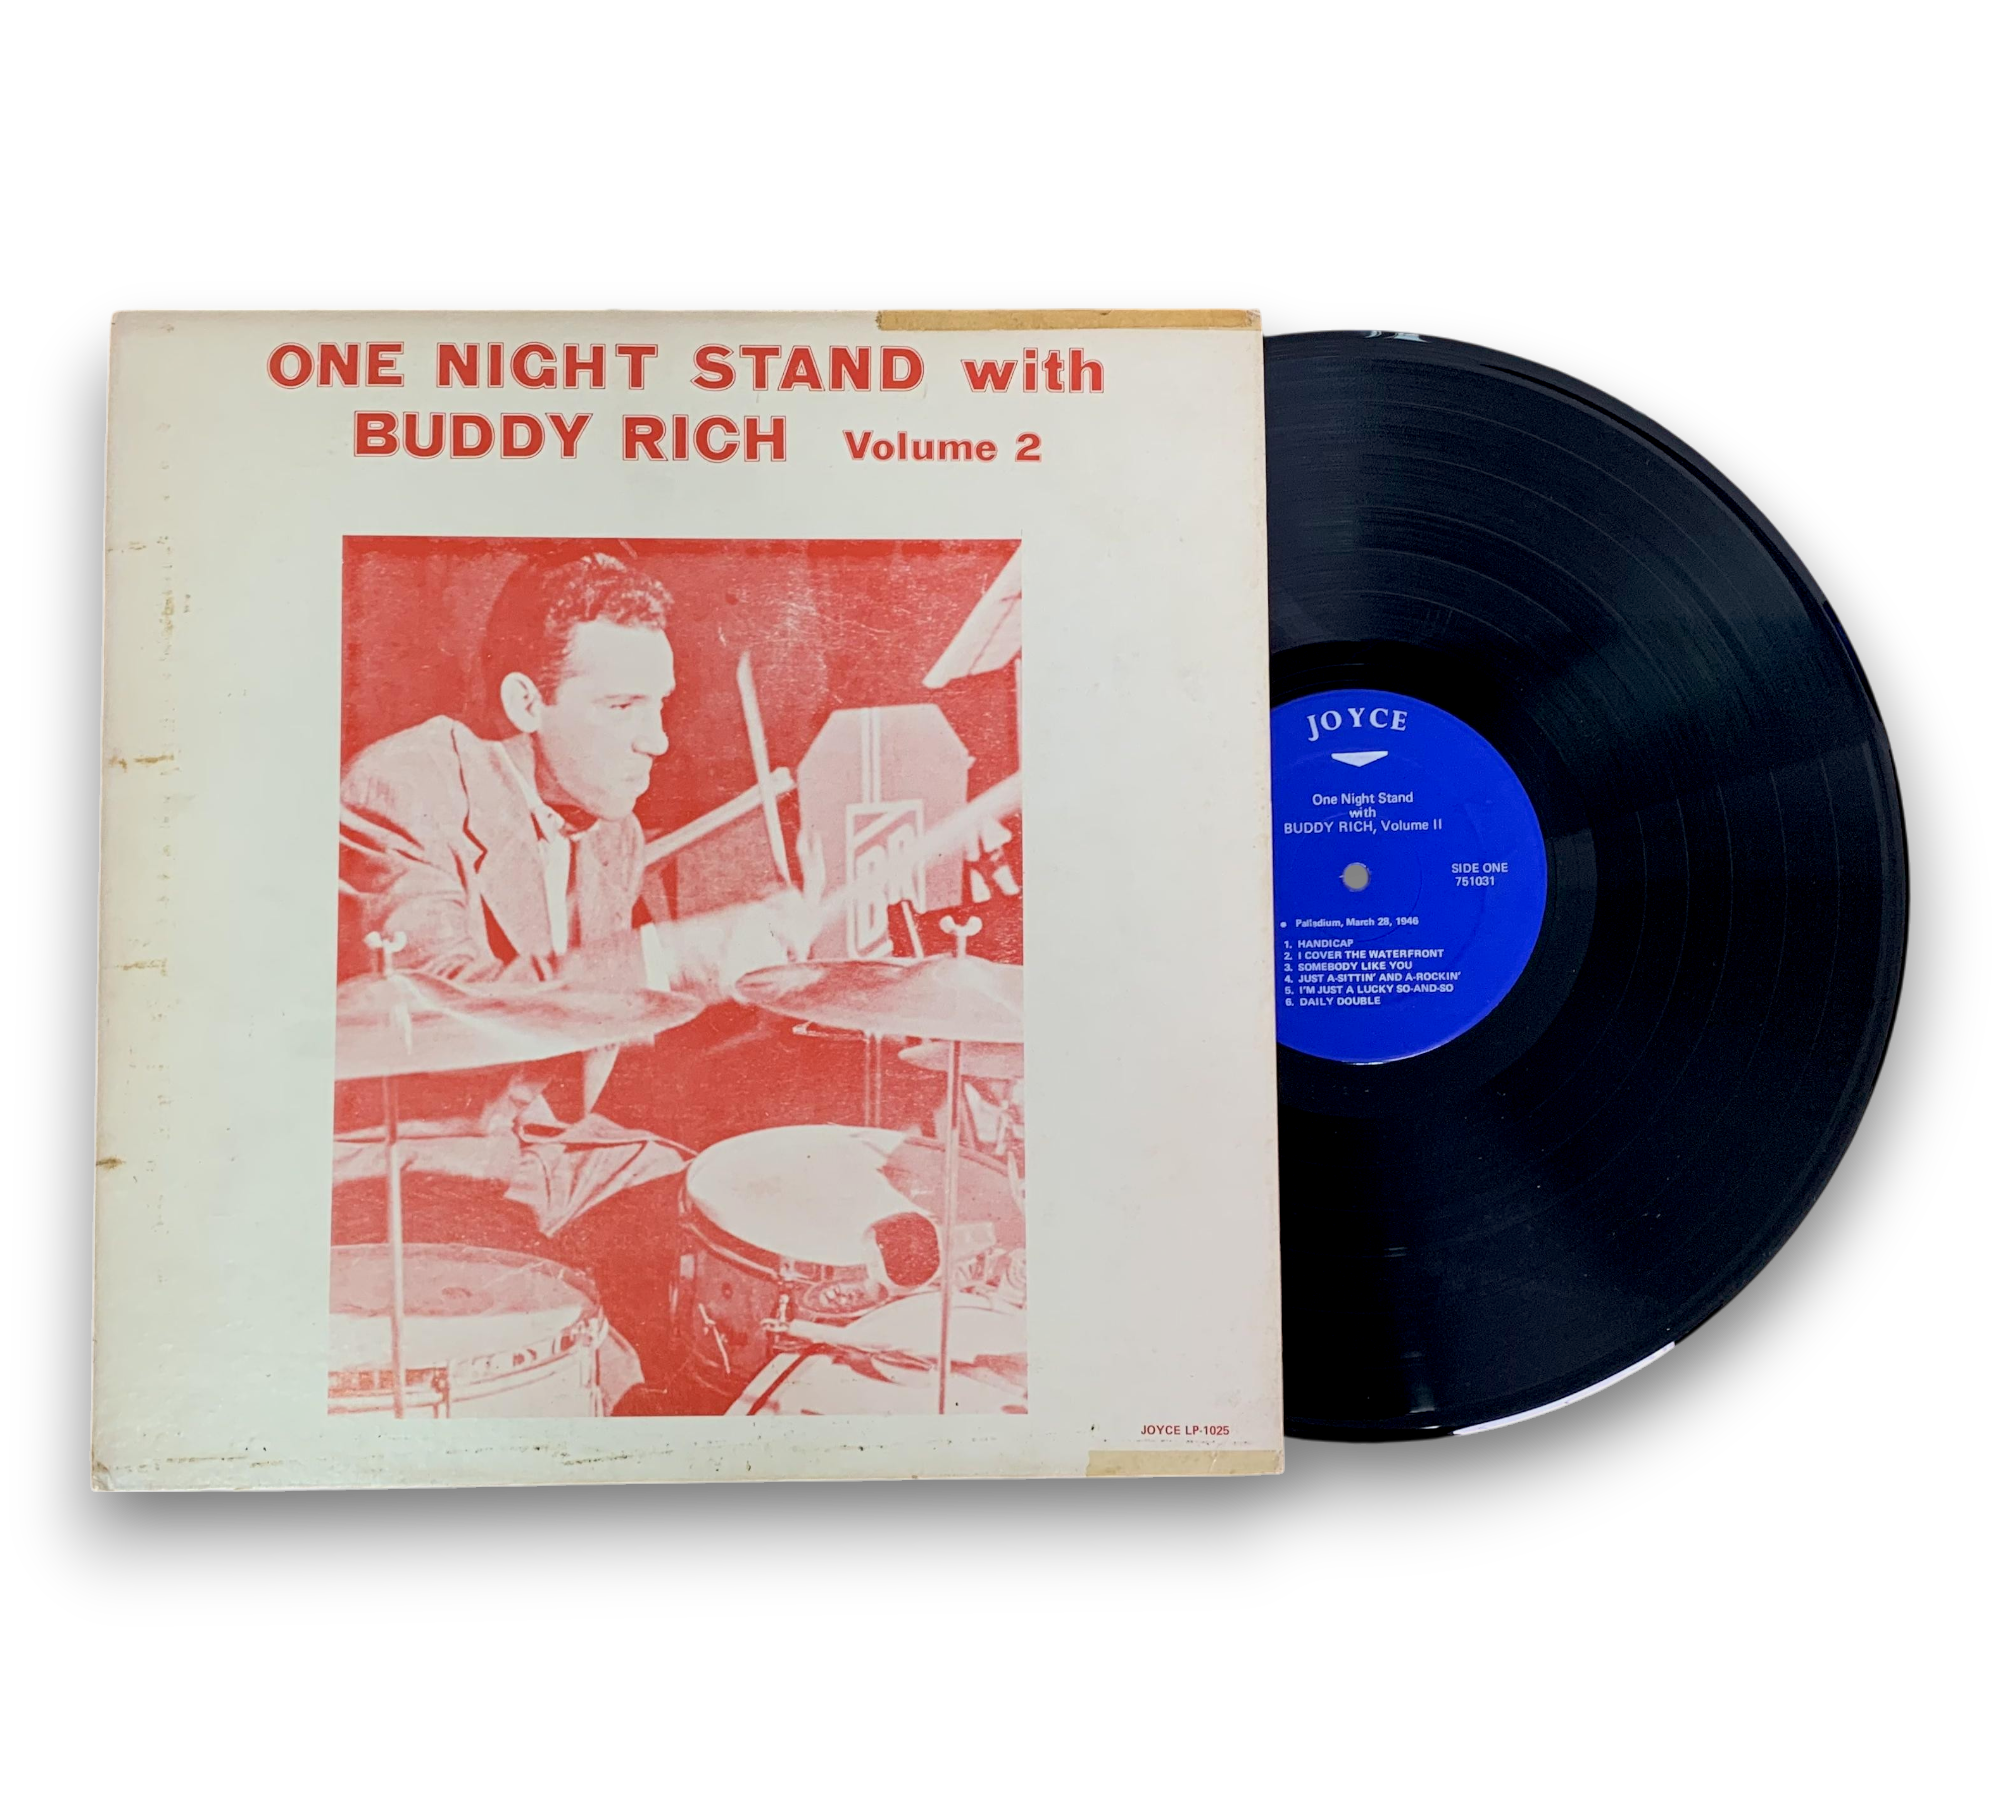 ONE NIGHT STAND with
BUDDY RICH Volume 2
BR
JOYCE LP-1025
JOYCE
One Night Stand
with
BUDDY RICH, Volume II
SIDE ONE
751031
• Palladium, March 28, 1946
1. HANDICAP
2. I COVER THE WATERFRONT
3. SOMEBODY LIKE YOU
4. JUST A-SITTIN' AND A-ROCKIN'
5. I'M JUST A LUCKY SO-AND-SO
6. DAILY DOUBLE